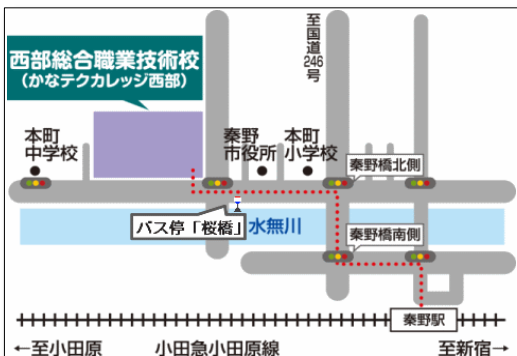 西部総合職業技術校
(かなテクカレッジ西部)
至国道246号
本町
中学校
秦野
市役所
本町
小学校
秦野橋北側
バス停「桜橋」
水無川
秦野橋南側
秦野駅
←至小田原
小田急小田原線
至新宿→